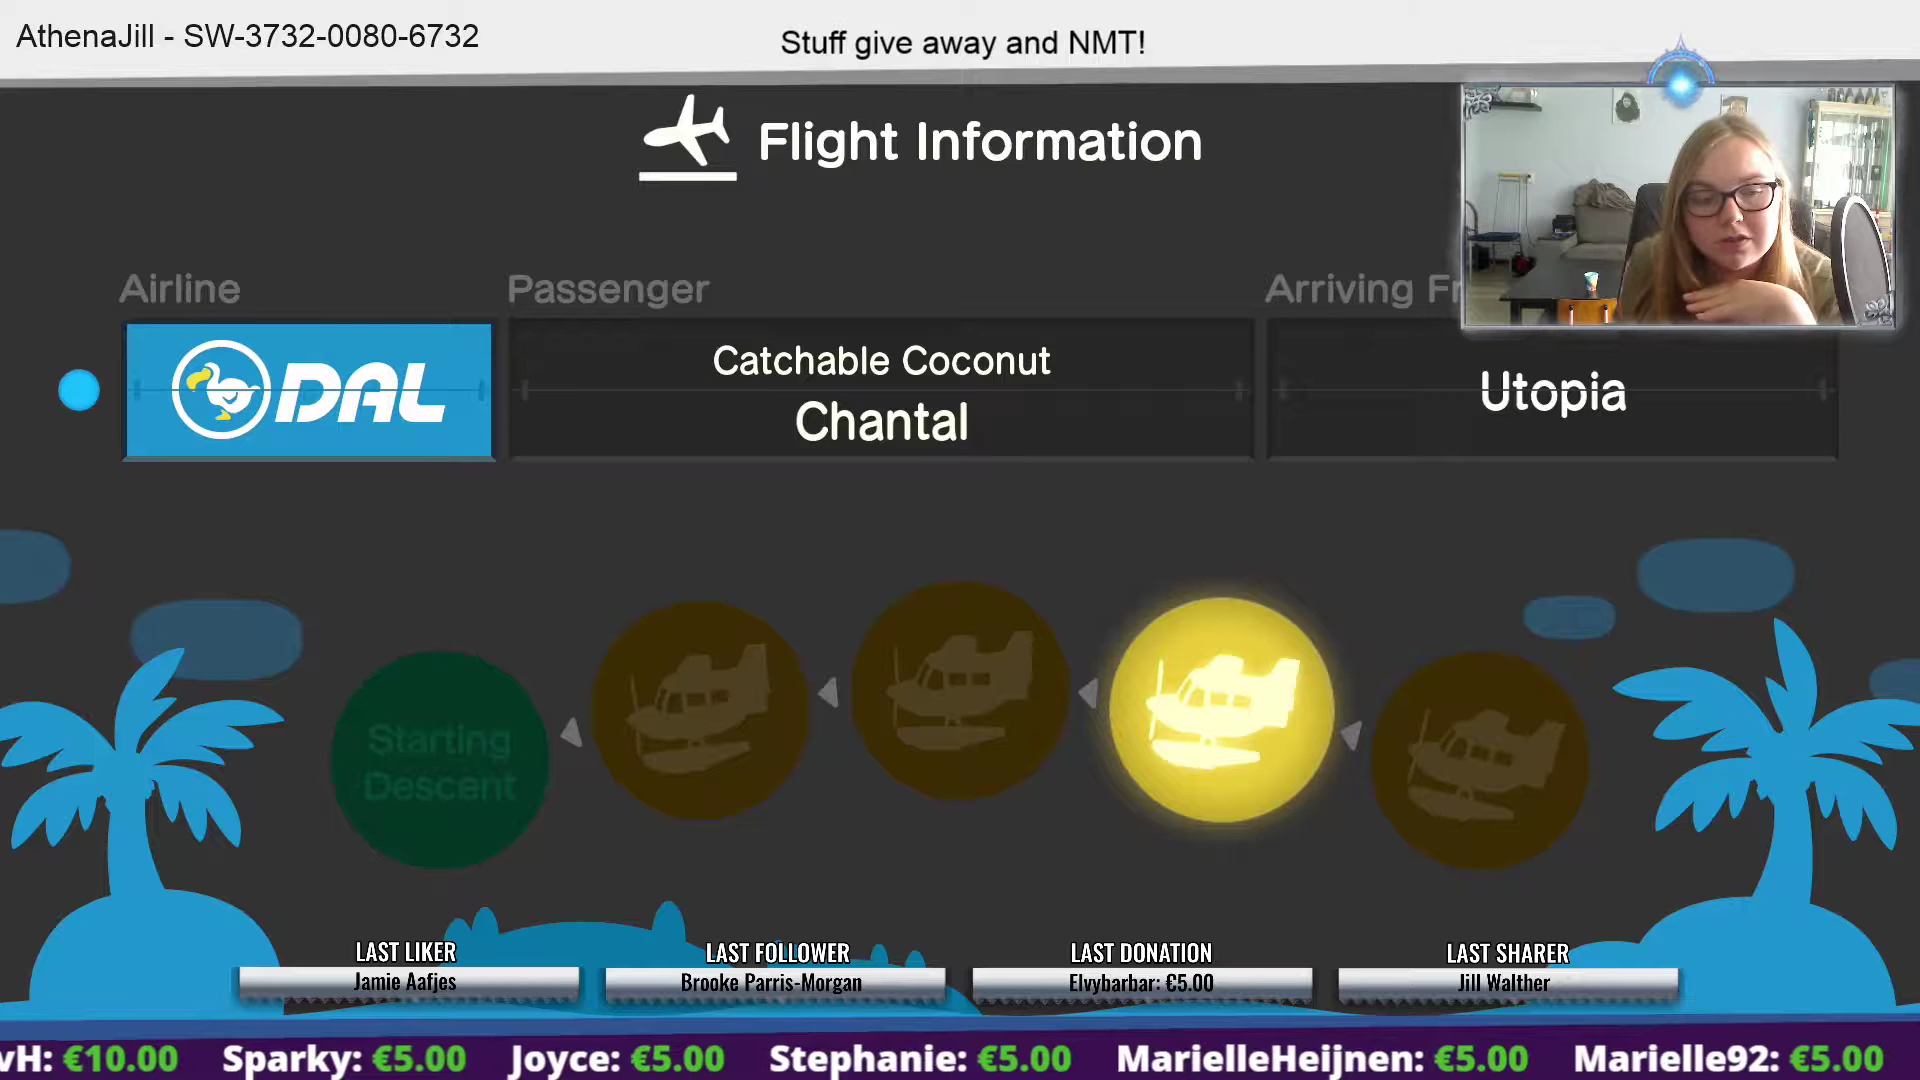 AthenaJill - SW-3732-0080-6732
Stuff give away and NMT!
Flight Information
Airline
Passenger
Arriving Fr
DAL
Catchable Coconut
Chantal
Utopia
Starting
Descent
LAST LIKER
Jamie Aafjes
LAST FOLLOWER
Brooke Parris-Morgan
LAST DONATION
Elvybarbar: €5.00
LAST SHARER
Jill Walther
vH: €10.00 Sparky: €5.00 Joyce: €5.00 Stephanie: €5.00 MarielleHeijnen: €5.00 Marielle92: €5.00